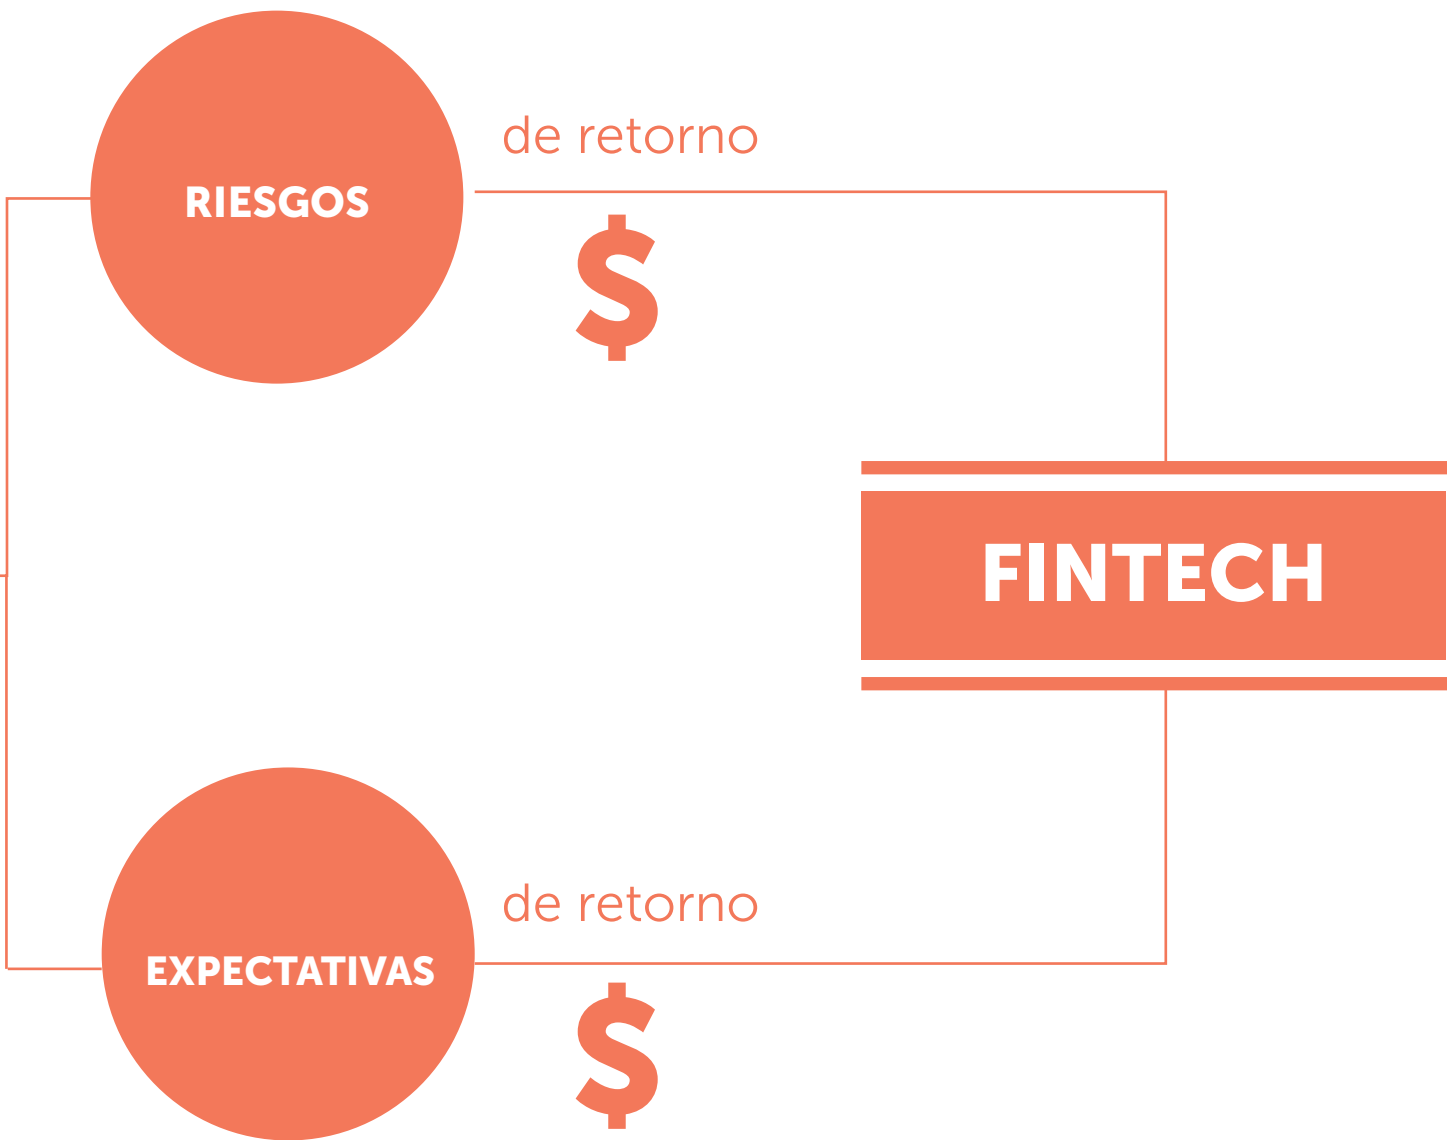 RIESGOS
de retorno
$
FINTECH
EXPECTATIVAS
de retorno
$